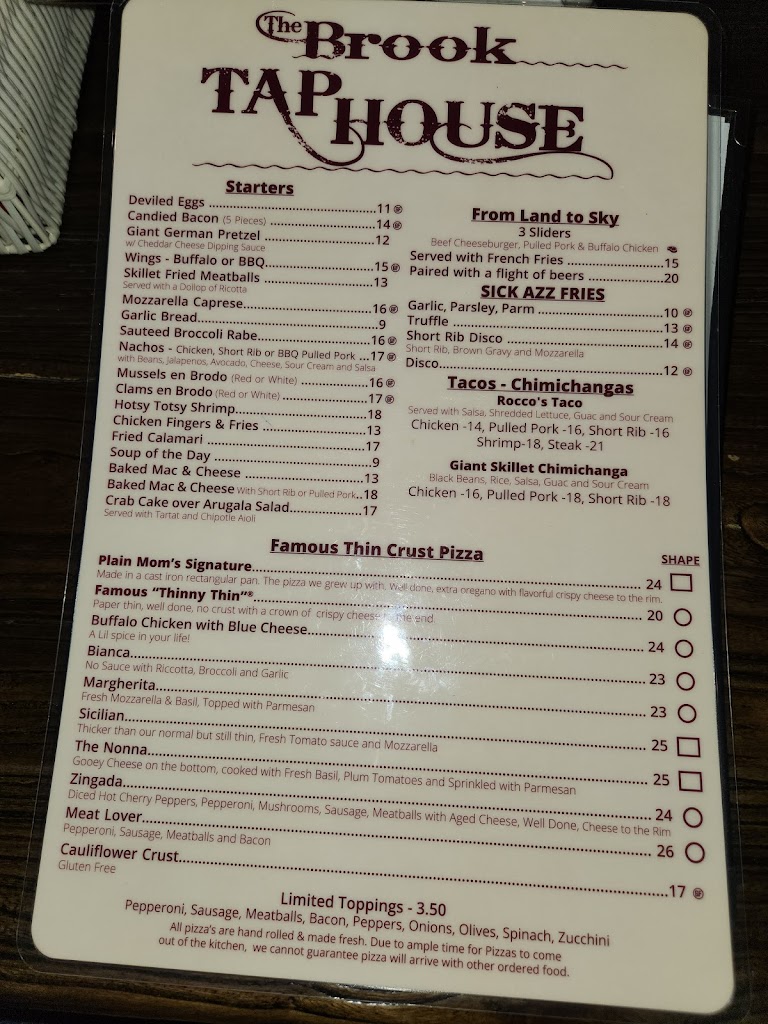 The Brook
TAP HOUSE
Starters
Deviled Eggs 11
Candied Bacon (5 Pieces) 14
Giant German Pretzel 12
w/ Cheddar Cheese Dipping Sauce
Wings - Buffalo or BBQ 15
Skillet Fried Meatballs 13
Served with a Dollop of Ricotta
Mozzarella Caprese 16
Garlic Bread 9
Sauteed Broccoli Rabe 16
Nachos - Chicken, Short Rib or BBQ Pulled Pork 17
with Beans, Jalapenos, Avocado, Cheese, Sour Cream and Salsa
Mussels en Brodo (Red or White) 16
Clams en Brodo (Red or White) 17
Hotsy Totsy Shrimp 18
Chicken Fingers & Fries 13
Fried Calamari 17
Soup of the Day 9
Baked Mac & Cheese 13
Baked Mac & Cheese With Short Rib or Pulled Pork 18
Crab Cake over Arugala Salad 17
Served with Tartat and Chipotle Aioli
From Land to Sky
3 Sliders
Beef Cheeseburger, Pulled Pork & Buffalo Chicken
Served with French Fries 15
Paired with a flight of beers 20
SICK AZZ FRIES
Garlic, Parsley, Parm 10
Truffle 13
Short Rib Disco 14
Short Rib, Brown Gravy and Mozzarella
Disco 12
Tacos - Chimichangas
Rocco's Taco
Served with Salsa, Shredded Lettuce, Guac and Sour Cream
Chicken -14, Pulled Pork -16, Short Rib -16
Shrimp-18, Steak -21
Giant Skillet Chimichanga
Black Beans, Rice, Salsa, Guac and Sour Cream
Chicken -16, Pulled Pork -18, Short Rib -18
Famous Thin Crust Pizza
SHAPE
Plain Mom's Signature 24
Made in a cast iron rectangular pan. The pizza we grew up with. Well done, extra oregano with flavorful crispy cheese to the rim.
Famous "Thinny Thin"® 20
Paper thin, well done, no crust with a crown of crispy cheese to the end
Buffalo Chicken with Blue Cheese 24
A Lil spice in your life!
Bianca 23
No Sauce with Riccotta, Broccoli and Garlic
Margherita 23
Fresh Mozzarella & Basil, Topped with Parmesan
Sicilian 25
Thicker than our normal but still thin, Fresh Tomato sauce and Mozzarella
The Nonna 25
Gooey Cheese on the bottom, cooked with Fresh Basil, Plum Tomatoes and Sprinkled with Parmesan
Zingada 24
Diced Hot Cherry Peppers, Pepperoni, Mushrooms, Sausage, Meatballs with Aged Cheese, Well Done, Cheese to the Rim
Meat Lover 26
Pepperoni, Sausage, Meatballs and Bacon
Cauliflower Crust 17
Gluten Free
Limited Toppings - 3.50
Pepperoni, Sausage, Meatballs, Bacon, Peppers, Onions, Olives, Spinach, Zucchini
All pizza's are hand rolled & made fresh. Due to ample time for Pizzas to come
out of the kitchen, we cannot guarantee pizza will arrive with other ordered food.